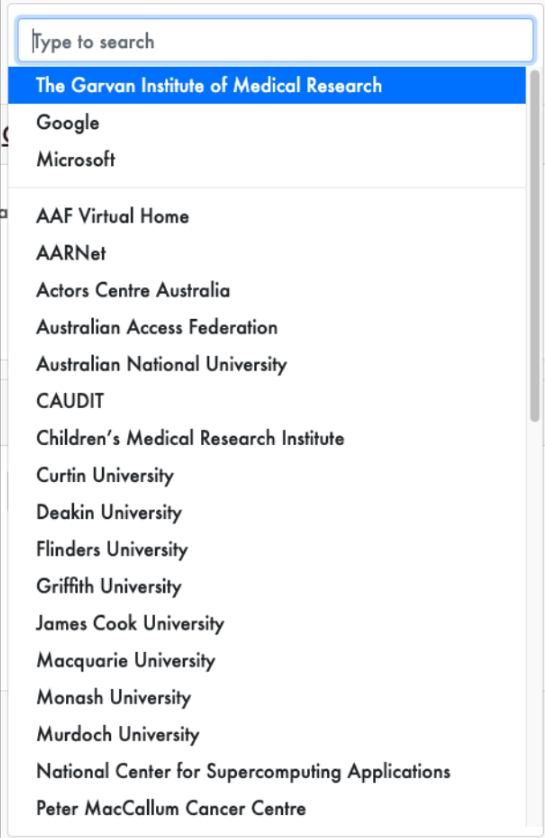 Type to search
The Garvan Institute of Medical Research
Google
Microsoft
AAF Virtual Home
AARNet
Actors Centre Australia
Australian Access Federation
Australian National University
CAUDIT
Children’s Medical Research Institute
Curtin University
Deakin University
Flinders University
Griffith University
James Cook University
Macquarie University
Monash University
Murdoch University
National Center for Supercomputing Applications
Peter MacCallum Cancer Centre